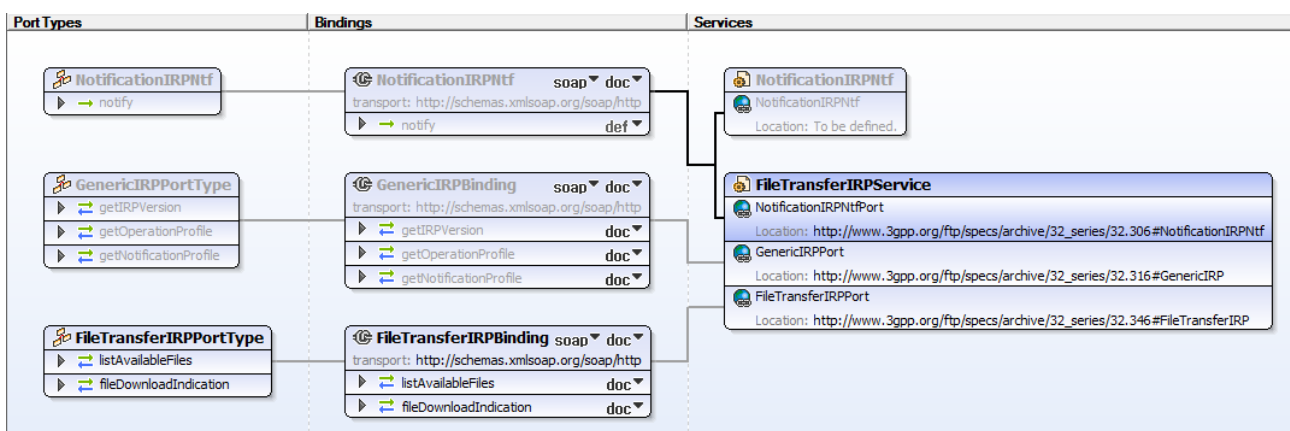 Port Types
Bindings
Services
NotificationIRPNtf
notify
NotificationIRPNtf soap doc
transport: http://schemas.xmlsoap.org/soap/http
notify def
NotificationIRPNtf
NotificationIRPNtf
Location: To be defined.
GenericIRPPortType
getIRPVersion
getOperationProfile
getNotificationProfile
GenericIRPBinding soap doc
transport: http://schemas.xmlsoap.org/soap/http
getIRPVersion doc
getOperationProfile doc
getNotificationProfile doc
FileTransferIRPService
NotificationIRPNtfPort
Location: http://www.3gpp.org/ftp/specs/archive/32_series/32.306#NotificationIRPNtf
GenericIRPPort
Location: http://www.3gpp.org/ftp/specs/archive/32_series/32.316#GenericIRP
FileTransferIRPPort
Location: http://www.3gpp.org/ftp/specs/archive/32_series/32.346#FileTransferIRP
FileTransferIRPPortType
listAvailableFiles
fileDownloadIndication
FileTransferIRPBinding soap doc
transport: http://schemas.xmlsoap.org/soap/http
listAvailableFiles doc
fileDownloadIndication doc